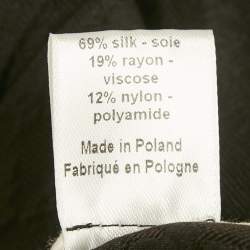 69% silk - soie
19% rayon -
viscose
12% nylon -
polyamide
Made in Poland
Fabriqué en Pologne